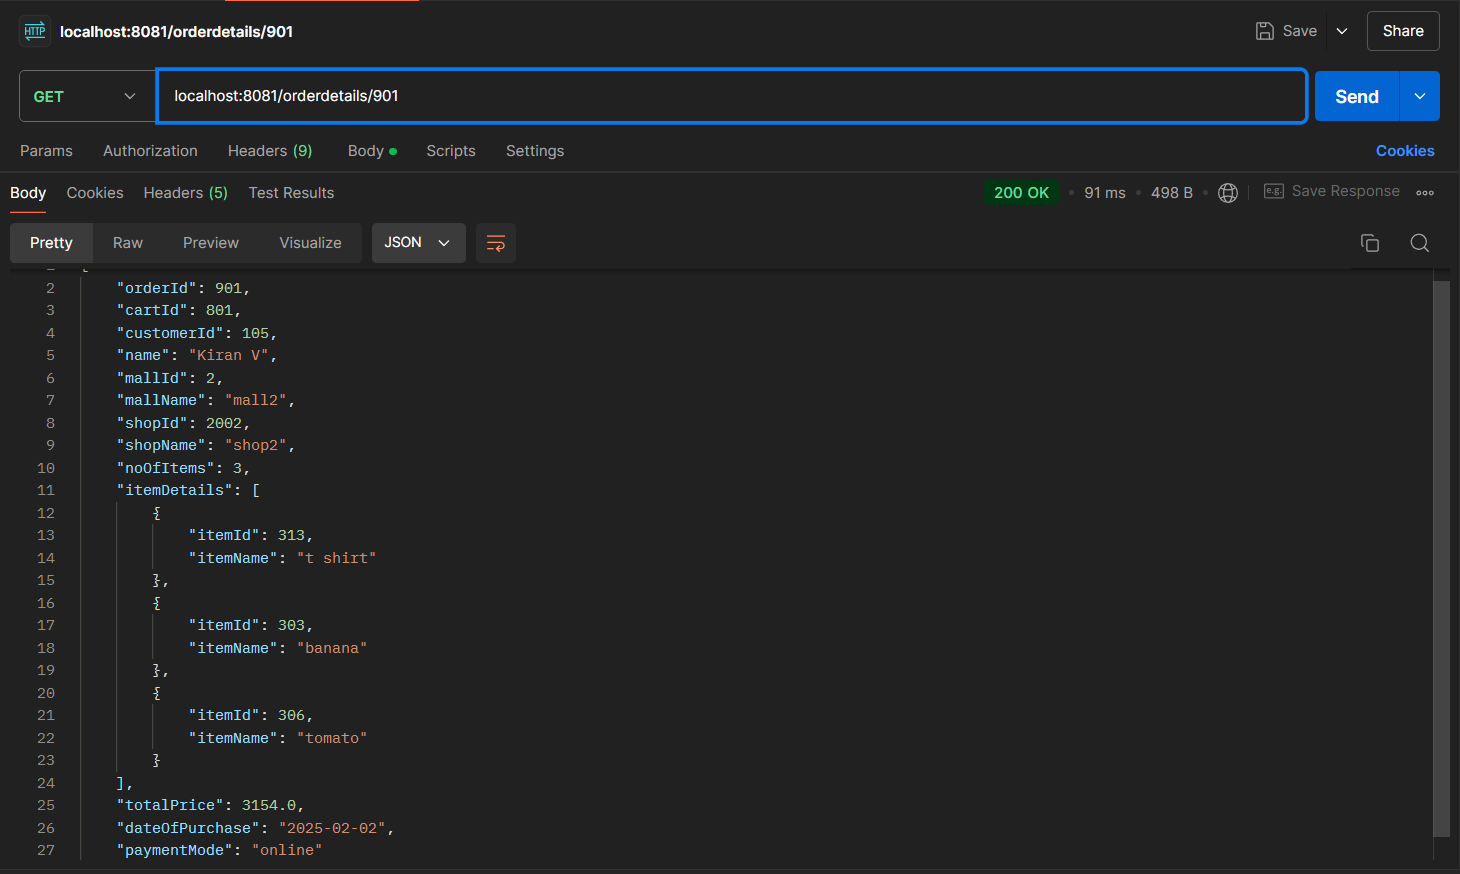 HTTP localhost:8081/orderdetails/901 Save Share
GET localhost:8081/orderdetails/901 Send
Params Authorization Headers (9) Body Scripts Settings Cookies
Body Cookies Headers (5) Test Results 200 OK 91 ms 498 B e.g. Save Response
Pretty Raw Preview Visualize JSON
2 "orderId": 901,
3 "cartId": 801,
4 "customerId": 105,
5 "name": "Kiran V",
6 "mallId": 2,
7 "mallName": "mall2",
8 "shopId": 2002,
9 "shopName": "shop2",
10 "noOfItems": 3,
11 "itemDetails": [
12 {
13 "itemId": 313,
14 "itemName": "t shirt"
15 },
16 {
17 "itemId": 303,
18 "itemName": "banana"
19 },
20 {
21 "itemId": 306,
22 "itemName": "tomato"
23 }
24 ],
25 "totalPrice": 3154.0,
26 "dateOfPurchase": "2025-02-02",
27 "paymentMode": "online"